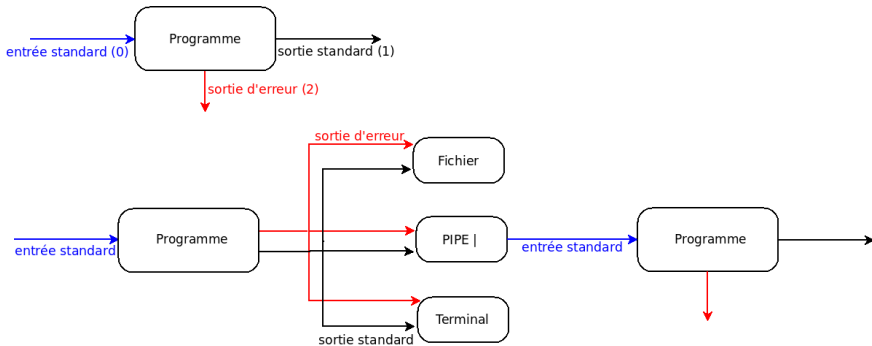 Programme
entrée standard (0)
sortie standard (1)
sortie d'erreur (2)
sortie d'erreur
Fichier
Programme
entrée standard
PIPE |
entrée standard
Programme
Terminal
sortie standard